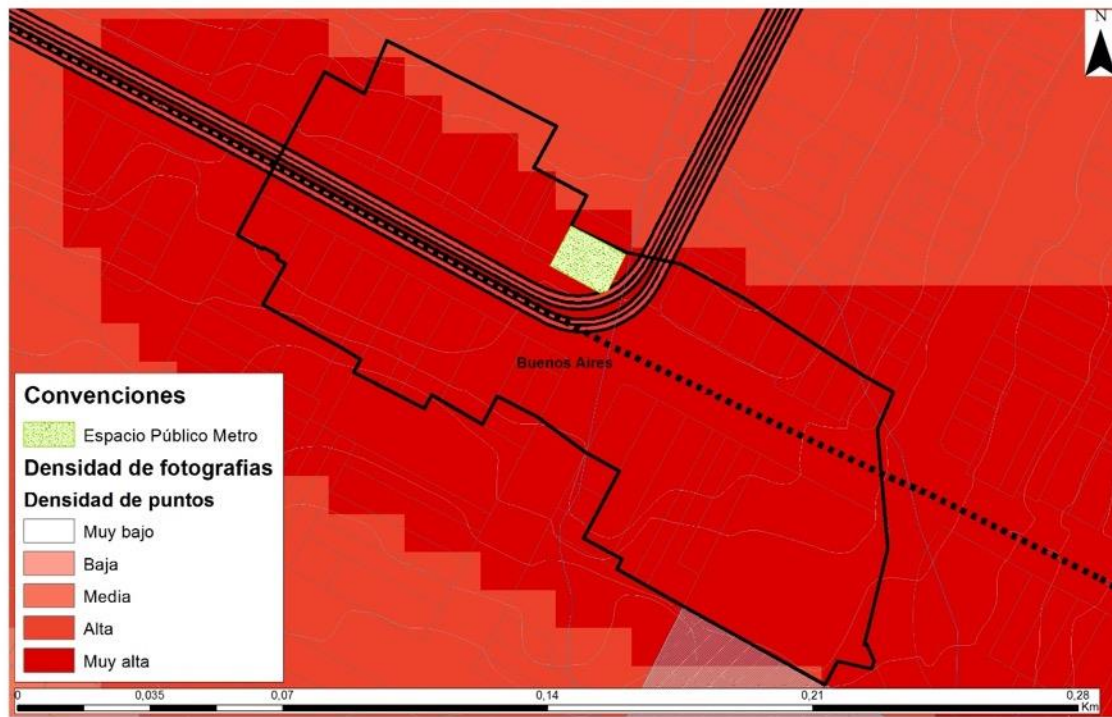 N
Buenos Aires
Convenciones
Espacio Público Metro
Densidad de fotografias
Densidad de puntos
Muy bajo
Baja
Media
Alta
Muy alta
0 0,035 0,07 0,14 0,21 0,28
Km